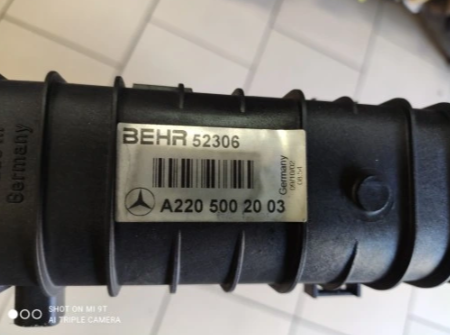 Germany
BEHR 52306
Germany
A220 500 20 03
SHOT ON MI 9T
AI TRIPLE CAMERA